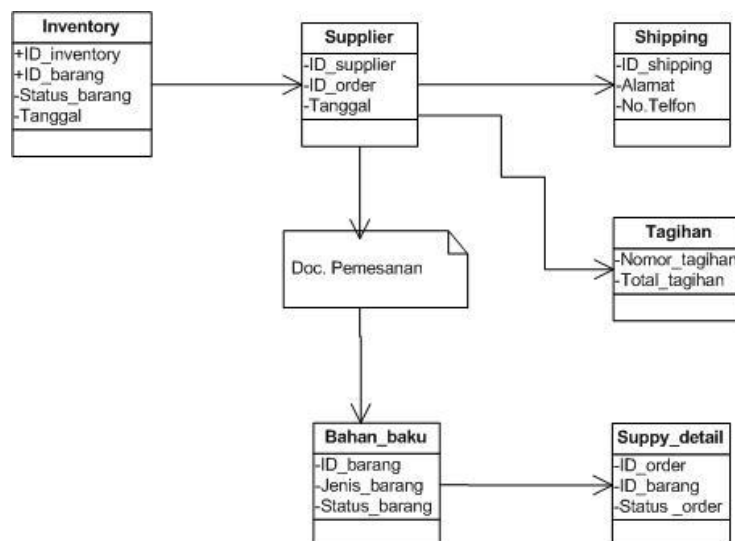 Inventory
+ID_inventory
+ID_barang
-Status_barang
-Tanggal
Supplier
-ID_supplier
-ID_order
-Tanggal
Shipping
-ID_shipping
-Alamat
-No.Telfon
Tagihan
-Nomor_tagihan
-Total_tagihan
Doc. Pemesanan
Bahan_baku
-ID_barang
-Jenis_barang
-Status_barang
Suppy_detail
-ID_order
-ID_barang
-Status _order